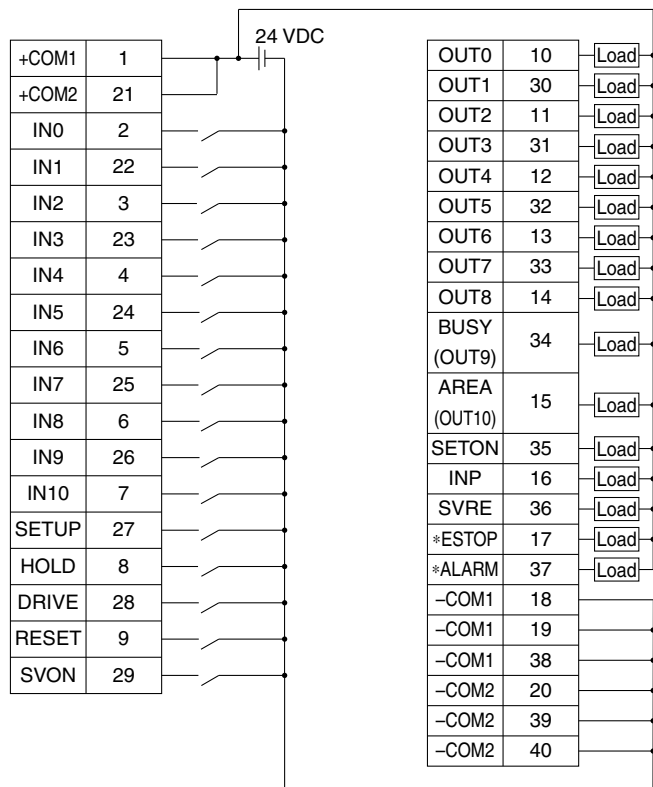 24 VDC
+COM1 1
+COM2 21
IN0 2
IN1 22
IN2 3
IN3 23
IN4 4
IN5 24
IN6 5
IN7 25
IN8 6
IN9 26
IN10 7
SETUP 27
HOLD 8
DRIVE 28
RESET 9
SVON 29
OUT0 10 Load
OUT1 30 Load
OUT2 11 Load
OUT3 31 Load
OUT4 12 Load
OUT5 32 Load
OUT6 13 Load
OUT7 33 Load
OUT8 14 Load
BUSY
(OUT9) 34 Load
AREA
(OUT10) 15 Load
SETON 35 Load
INP 16 Load
SVRE 36 Load
*ESTOP 17 Load
*ALARM 37 Load
–COM1 18
–COM1 19
–COM1 38
–COM2 20
–COM2 39
–COM2 40